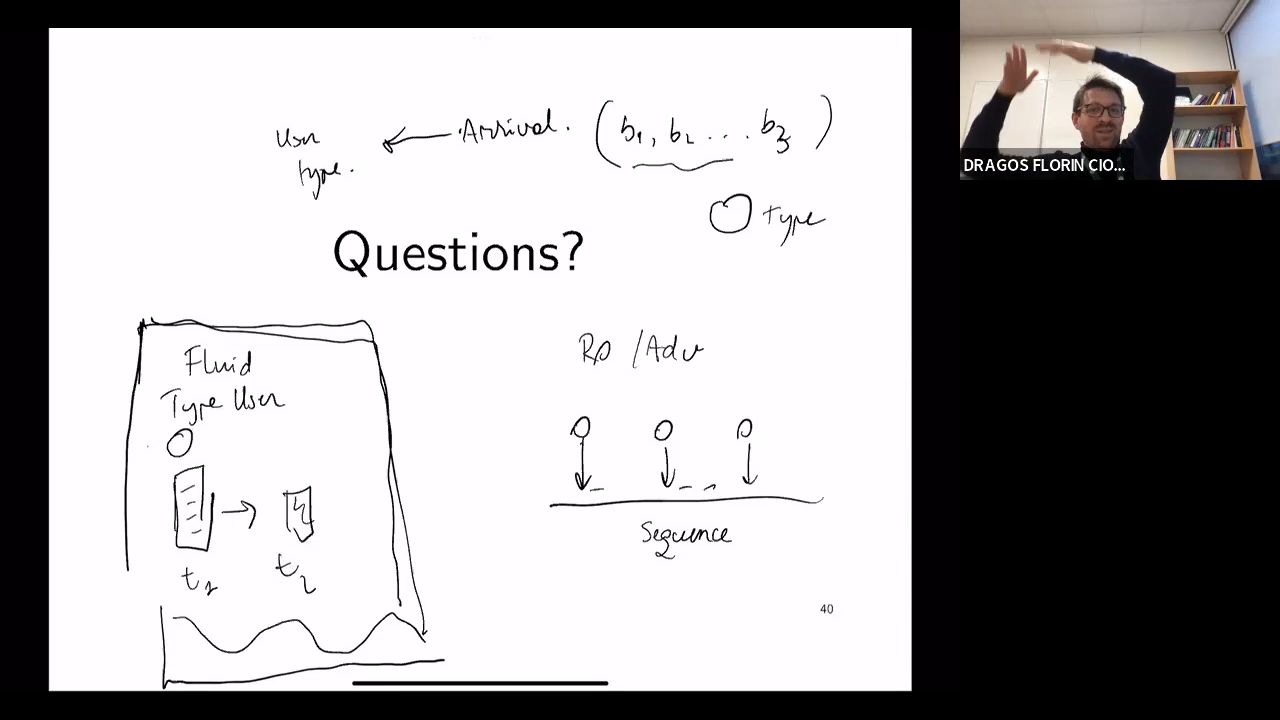 User ← Arrival. (b1, b2 ... b3)
type.
type
Questions?
Fluid
Type User
t1 → t2
RO / Adv
Sequence
40
DRAGOS FLORIN CIO...